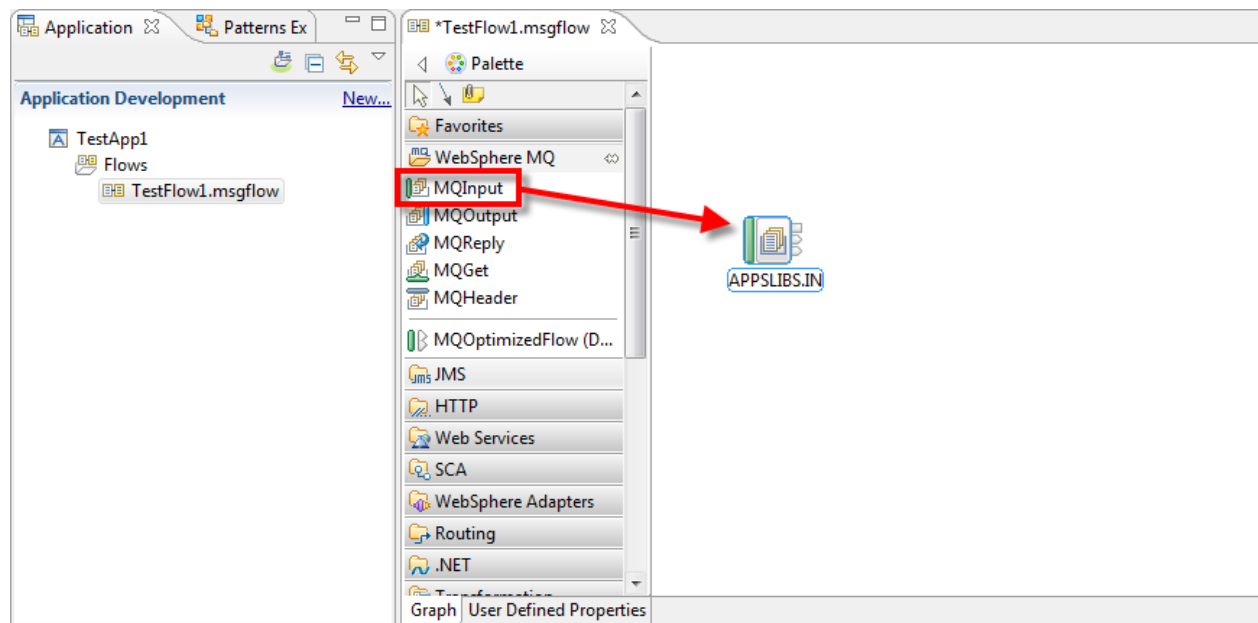 Application
Patterns Ex
Application Development
New...
TestApp1
Flows
TestFlow1.msgflow
*TestFlow1.msgflow
Palette
Favorites
WebSphere MQ
MQInput
MQOutput
MQReply
MQGet
MQHeader
MQOptimizedFlow (D...
JMS
HTTP
Web Services
SCA
WebSphere Adapters
Routing
.NET
Transformation
Graph
User Defined Properties
APPSLIBS.IN